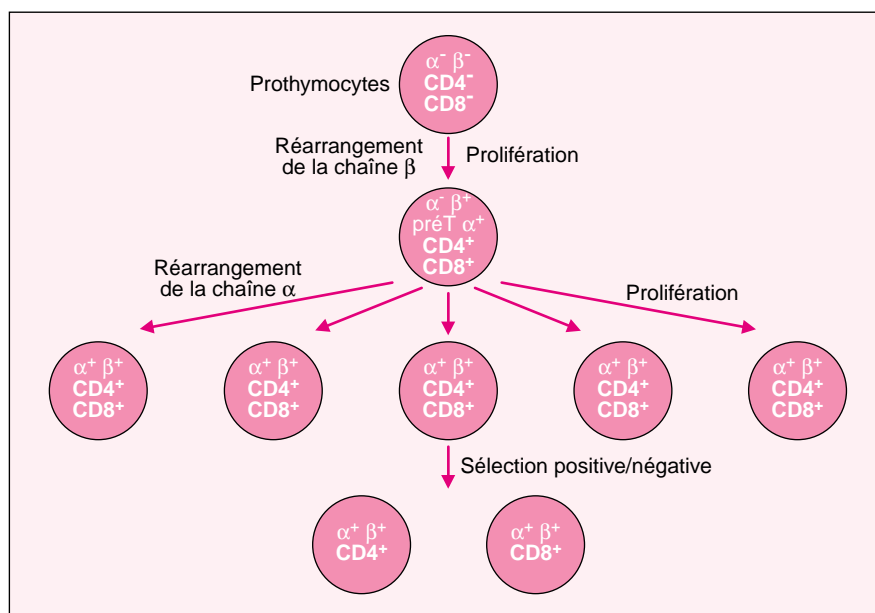 α⁻ β⁻
CD4⁻
CD8⁻
Prothymocytes
Réarrangement
de la chaîne β
Prolifération
α⁻ β⁺
préT α⁺
CD4⁺
CD8⁺
Réarrangement
de la chaîne α
Prolifération
α⁺ β⁺
CD4⁺
CD8⁺
α⁺ β⁺
CD4⁺
CD8⁺
α⁺ β⁺
CD4⁺
CD8⁺
α⁺ β⁺
CD4⁺
CD8⁺
α⁺ β⁺
CD4⁺
CD8⁺
Sélection positive/négative
α⁺ β⁺
CD4⁺
α⁺ β⁺
CD8⁺